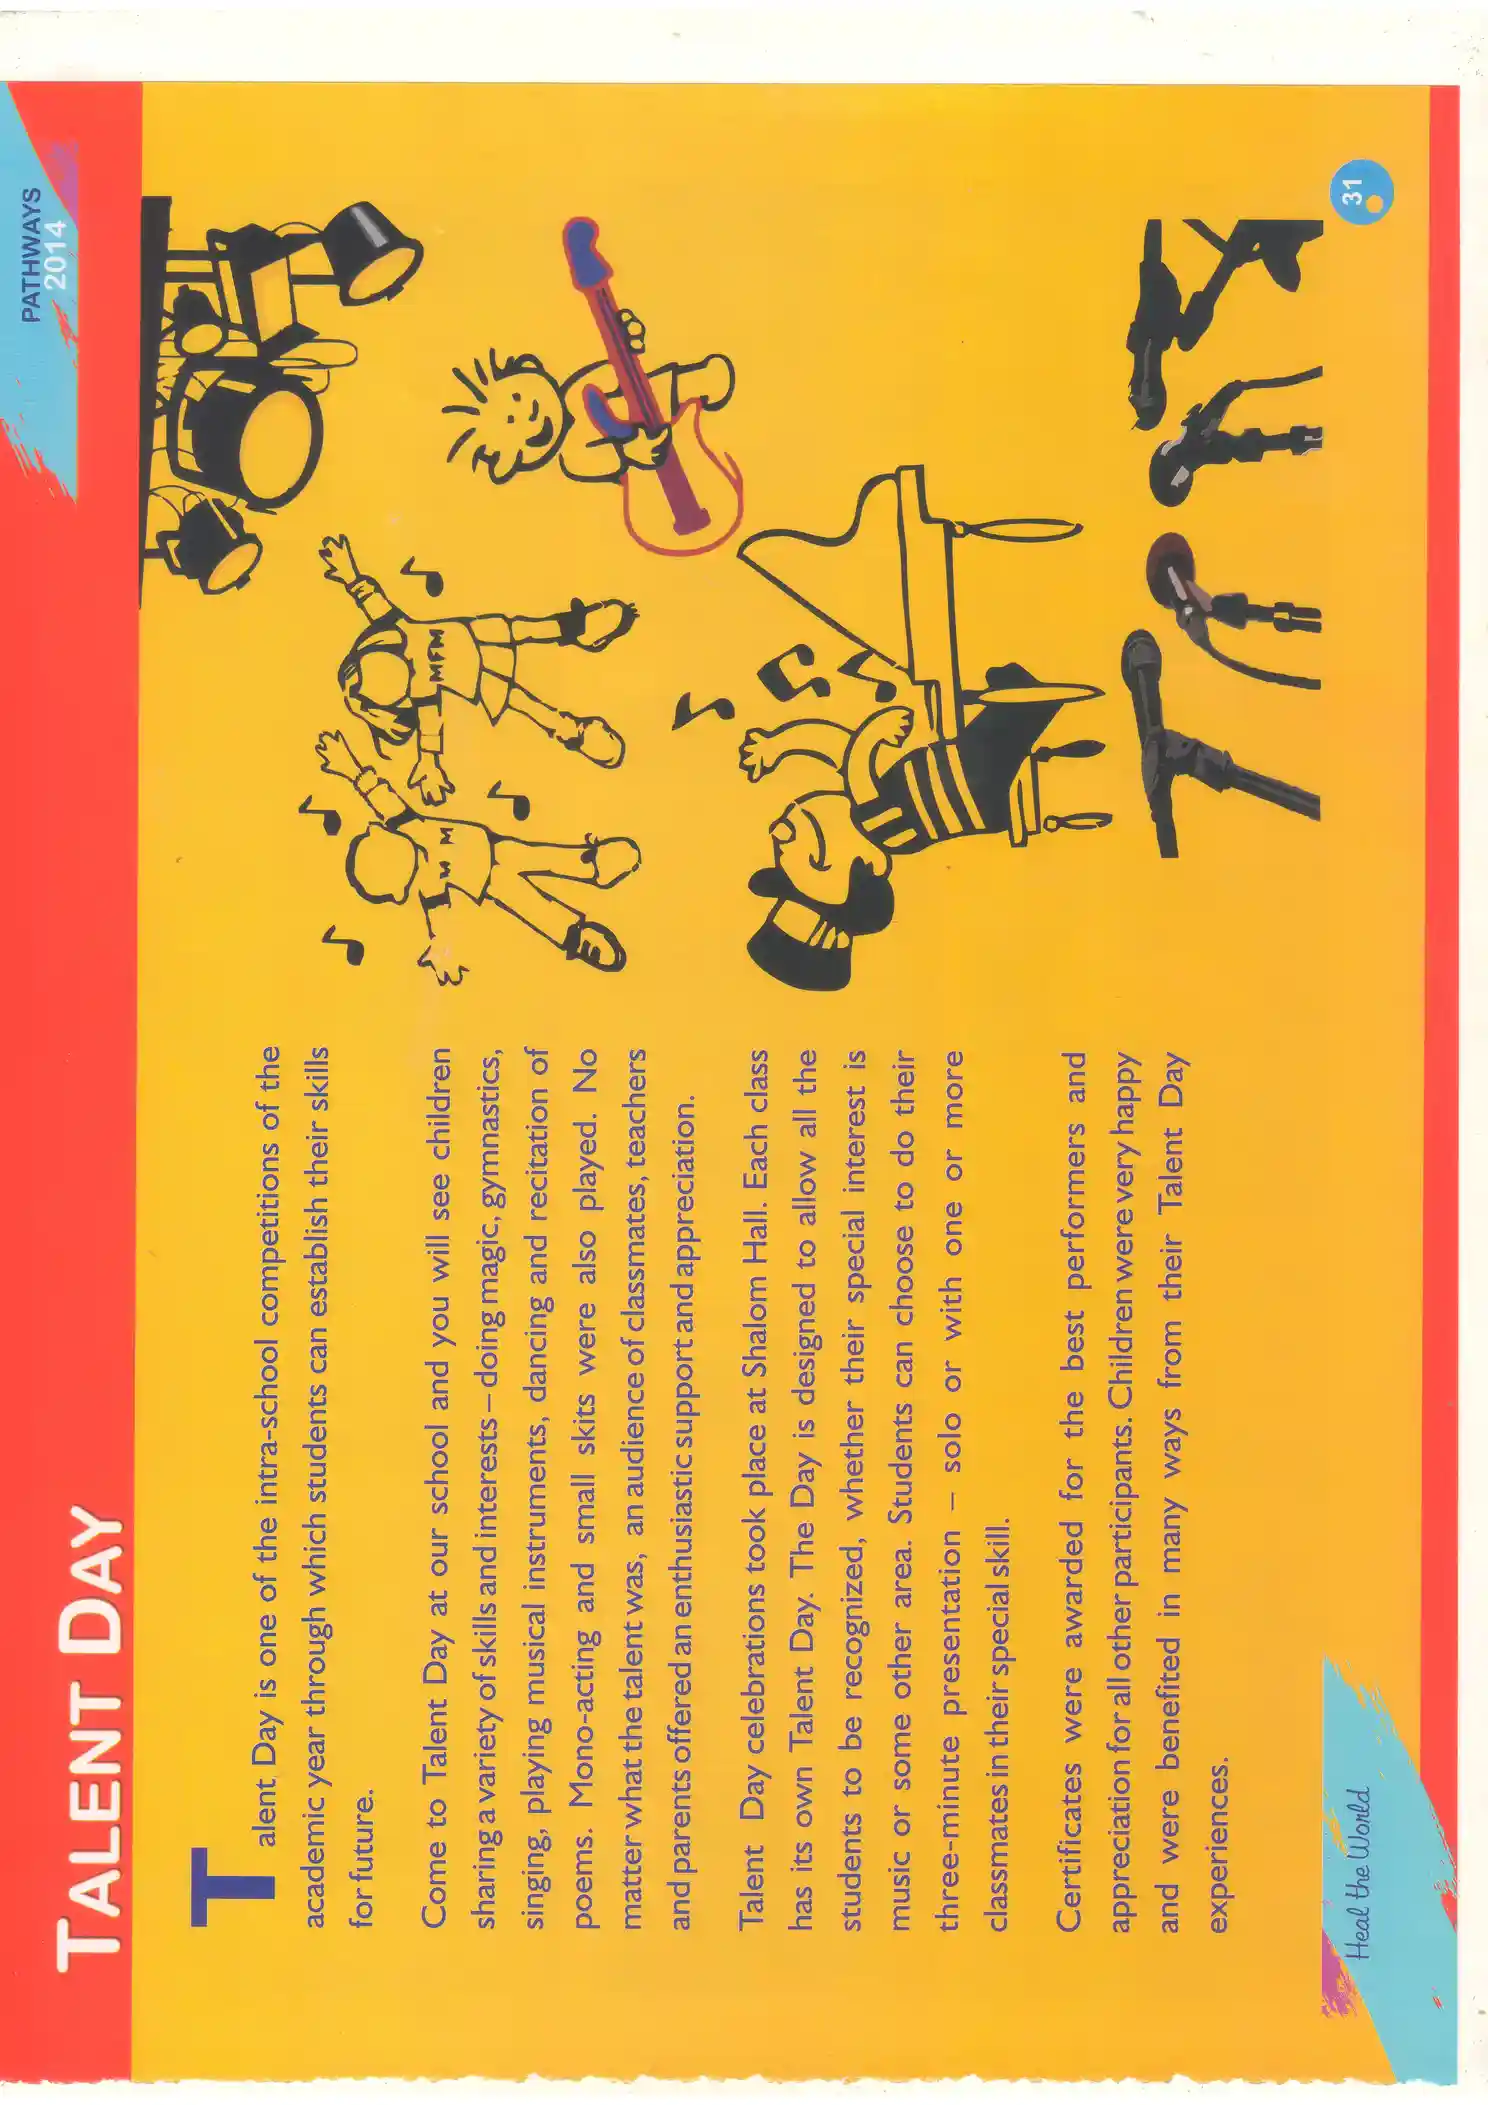 PATHWAYS
2014
TALENT DAY
Talent Day is one of the intra-school competitions of the
academic year through which students can establish their skills
for future.
Come to Talent Day at our school and you will see children
sharing a variety of skills and interests – doing magic, gymnastics,
singing, playing musical instruments, dancing and recitation of
poems. Mono-acting and small skits were also played. No
matter what the talent was, an audience of classmates, teachers
and parents offered an enthusiastic support and appreciation.
Talent Day celebrations took place at Shalom Hall. Each class
has its own Talent Day. The Day is designed to allow all the
students to be recognized, whether their special interest is
music or some other area. Students can choose to do their
three-minute presentation – solo or with one or more
classmates in their special skill.
Certificates were awarded for the best performers and
appreciation for all other participants. Children were very happy
and were benefited in many ways from their Talent Day
experiences.
M M
MFM
Heal the World
31